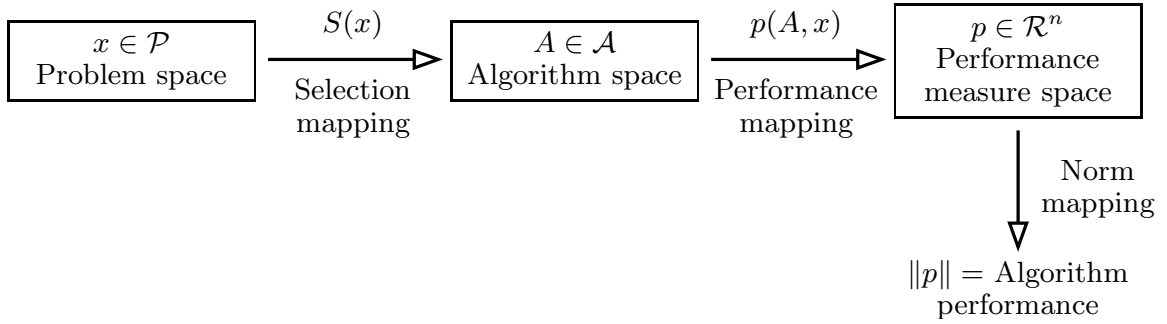 x ∈ 𝒫
Problem space
S(x)
Selection
mapping
A ∈ 𝒜
Algorithm space
p(A, x)
Performance
mapping
p ∈ ℛⁿ
Performance
measure space
Norm
mapping
‖p‖ = Algorithm
performance